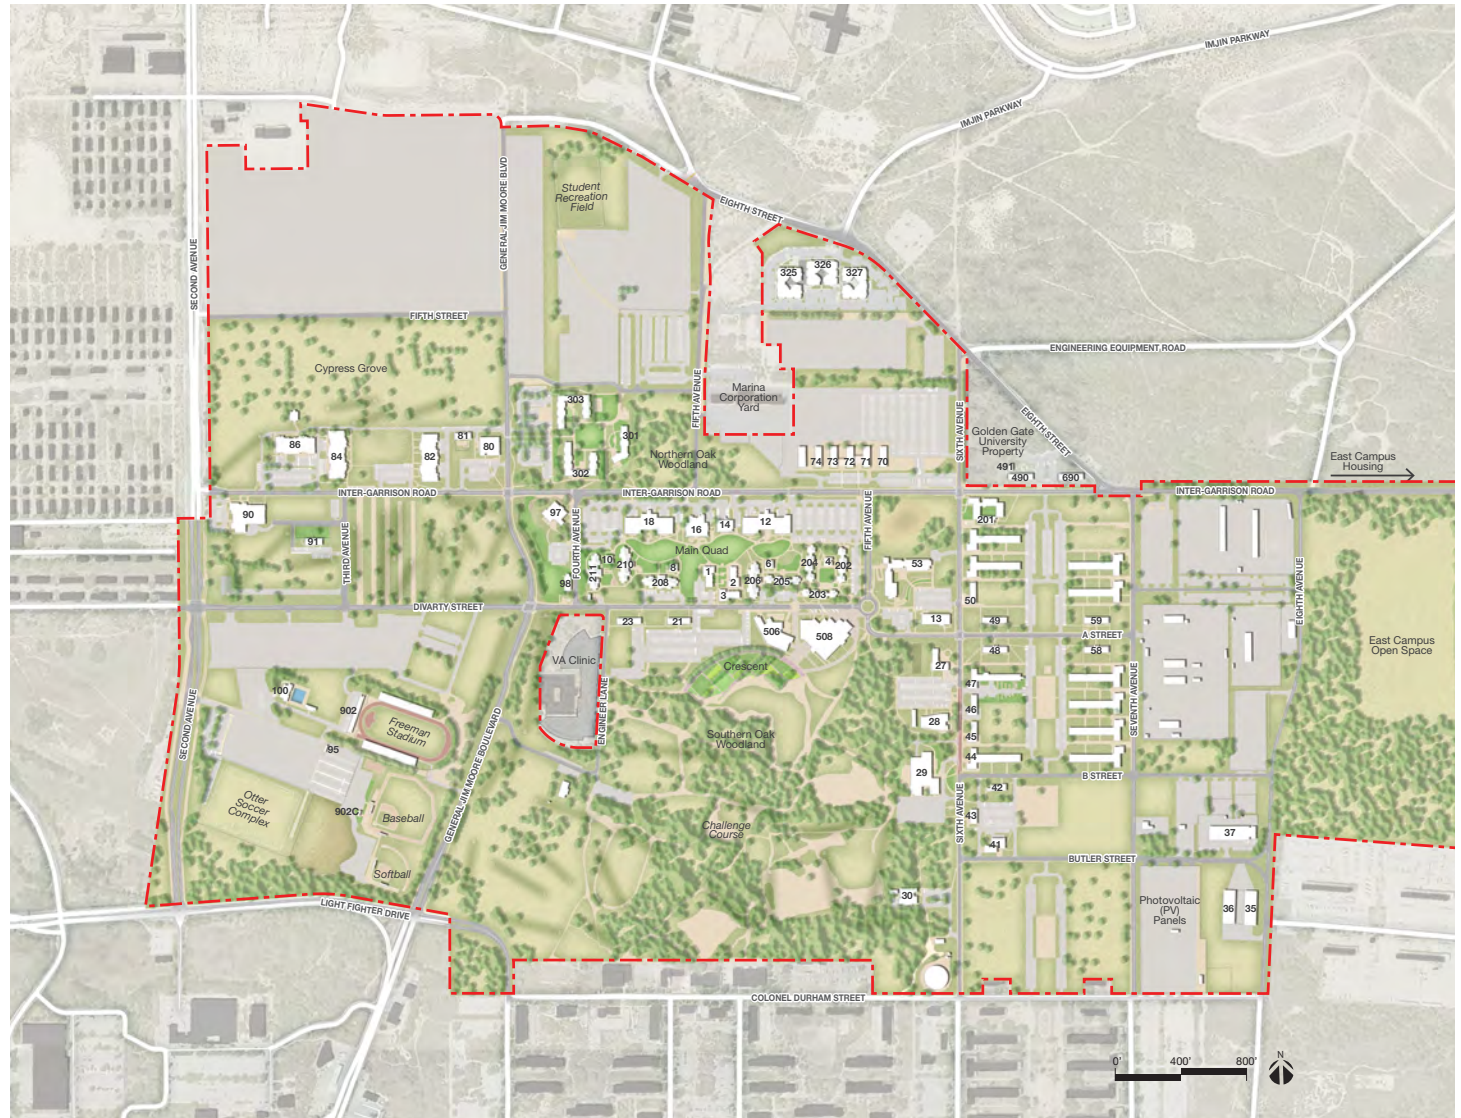 IMJIN PARKWAY
IMJIN PARKWAY
GENERAL JIM MOORE BLVD
Student
Recreation
Field
EIGHTH STREET
SECOND AVENUE
325
326
327
FIFTH STREET
ENGINEERING EQUIPMENT ROAD
Cypress Grove
FIFTH AVENUE
Marina
Corporation
Yard
303
301
302
SIXTH AVENUE
EIGHTH STREET
Golden Gate
University
Property
86
84
82
81
80
Northern Oak
Woodland
74
73
72
71
70
491
490
690
East Campus
Housing
INTER-GARRISON ROAD
INTER-GARRISON ROAD
INTER-GARRISON ROAD
90
91
THIRD AVENUE
97
FOURTH AVENUE
18
16
14
12
FIFTH AVENUE
201
Main Quad
98
211
10
210
8
208
1
2
3
206
6
205
204
4
202
203
53
50
EIGHTH AVENUE
DIVARTY STREET
23
21
506
508
13
49
59
A STREET
48
58
East Campus
Open Space
VA Clinic
ENGINEER LANE
Crescent
27
47
46
45
44
28
29
SEVENTH AVENUE
100
902
Freeman
Stadium
95
SECOND AVENUE
GENERAL JIM MOORE BOULEVARD
Southern Oak
Woodland
B STREET
Otter
Soccer
Complex
902C
Baseball
Softball
Challenge
Course
SIXTH AVENUE
42
43
41
37
BUTLER STREET
LIGHT FIGHTER DRIVE
30
Photovoltaic
(PV)
Panels
36
35
COLONEL DURHAM STREET
0'
400'
800'
N